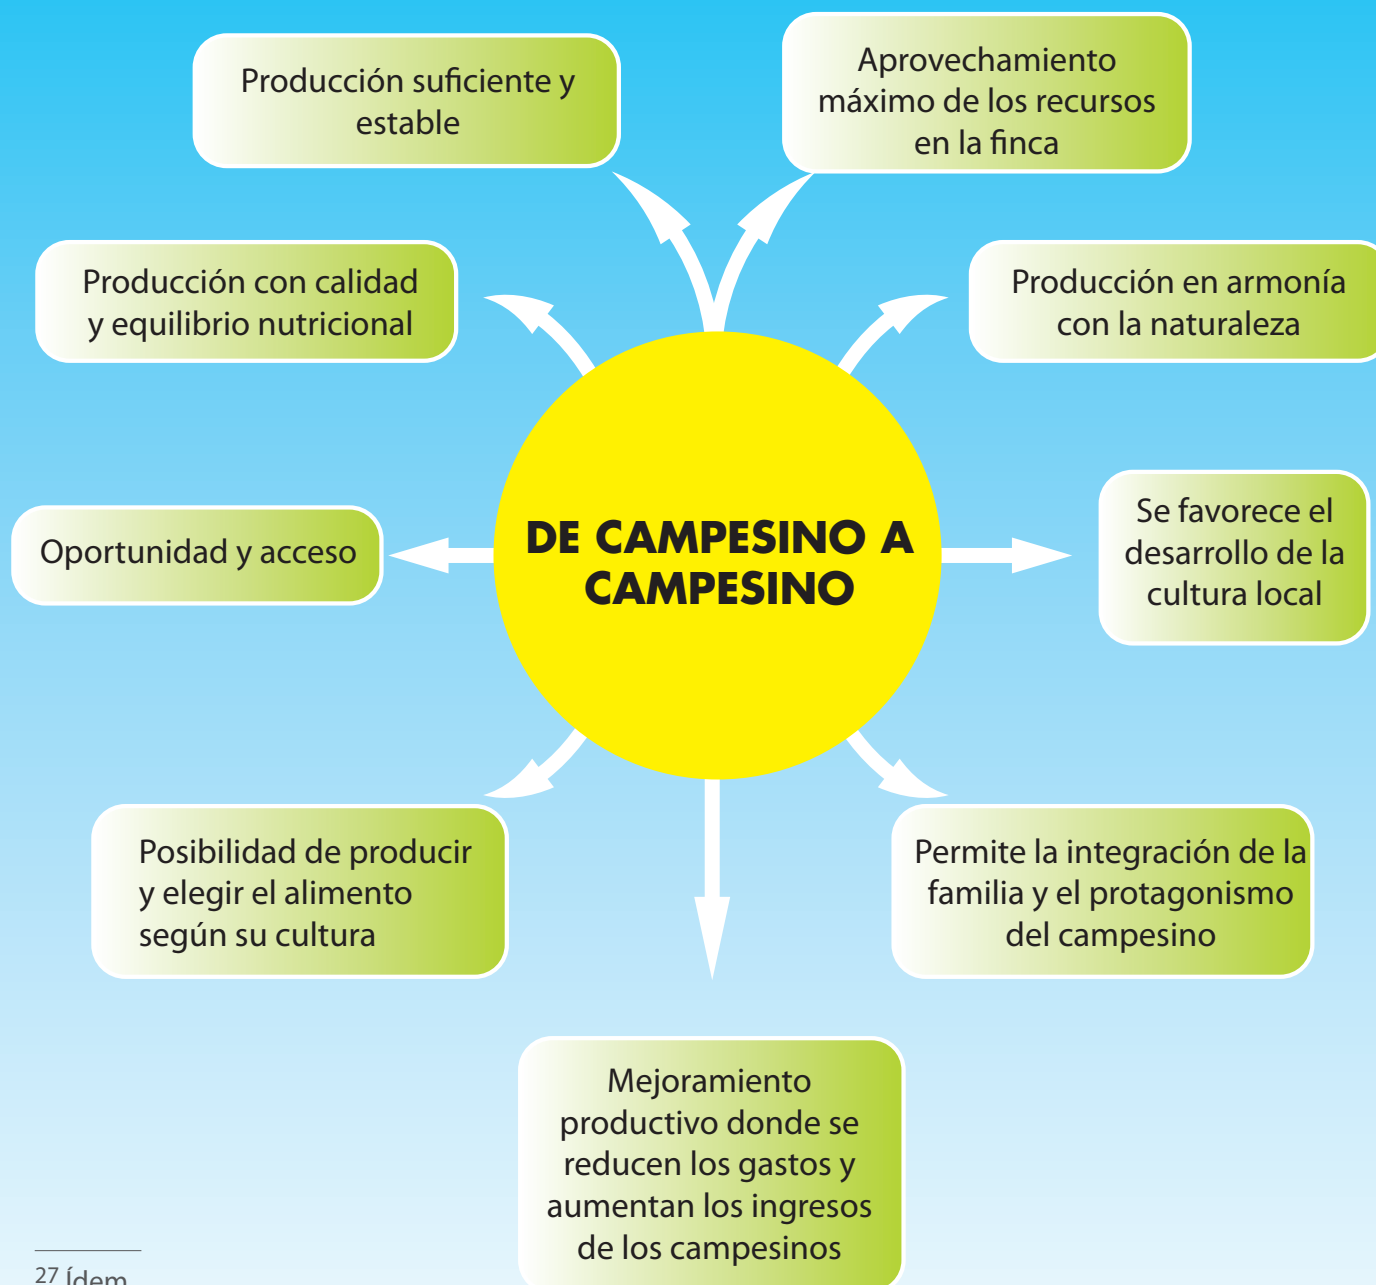 Producción suficiente y
estable
Aprovechamiento
máximo de los recursos
en la finca
Producción con calidad
y equilibrio nutricional
Producción en armonía
con la naturaleza
Oportunidad y acceso
DE CAMPESINO A
CAMPESINO
Se favorece el
desarrollo de la
cultura local
Posibilidad de producir
y elegir el alimento
según su cultura
Permite la integración de la
familia y el protagonismo
del campesino
Mejoramiento
productivo donde se
reducen los gastos y
aumentan los ingresos
de los campesinos
27 Ídem